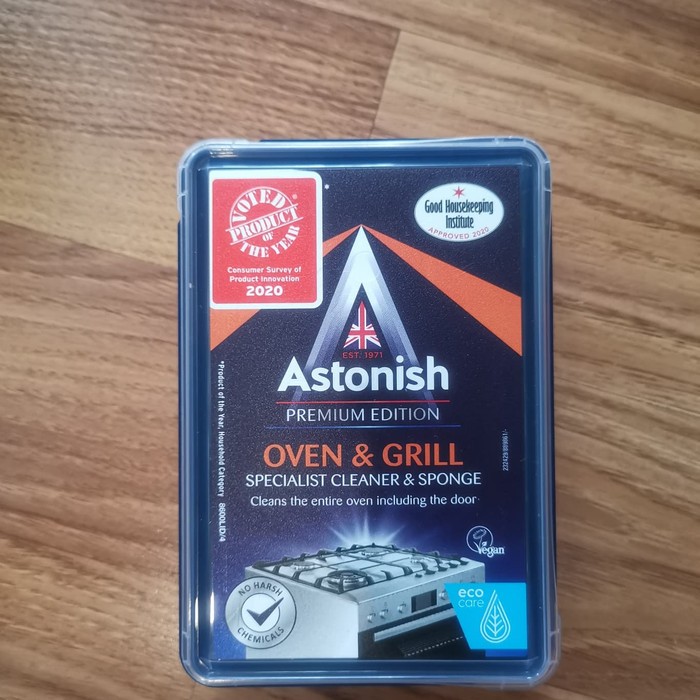 VOTED
PRODUCT
OF
THE YEAR
Consumer Survey of
Product Innovation
2020
Good Housekeeping
Institute
APPROVED 2020
EST. 1971
Astonish
PREMIUM EDITION
OVEN & GRILL
SPECIALIST CLEANER & SPONGE
Cleans the entire oven including the door
*Product of the Year, Household Category
Vegan
NO HARSH
CHEMICALS
eco
care